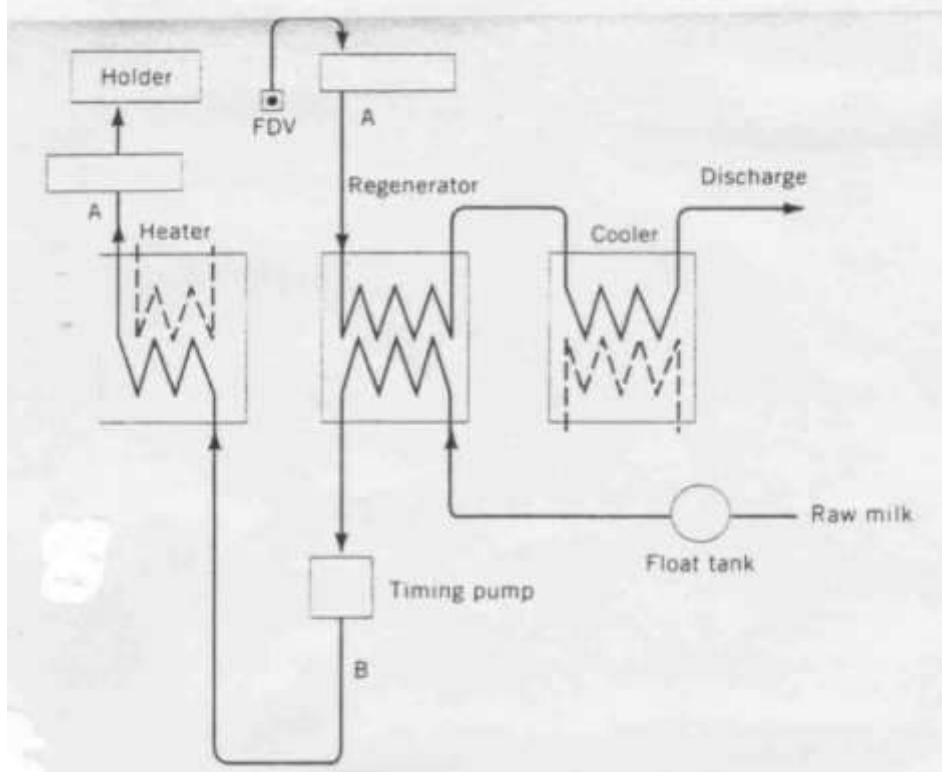 Holder
FDV
A
Regenerator
Discharge
A
Heater
Cooler
Raw milk
Float tank
Timing pump
B